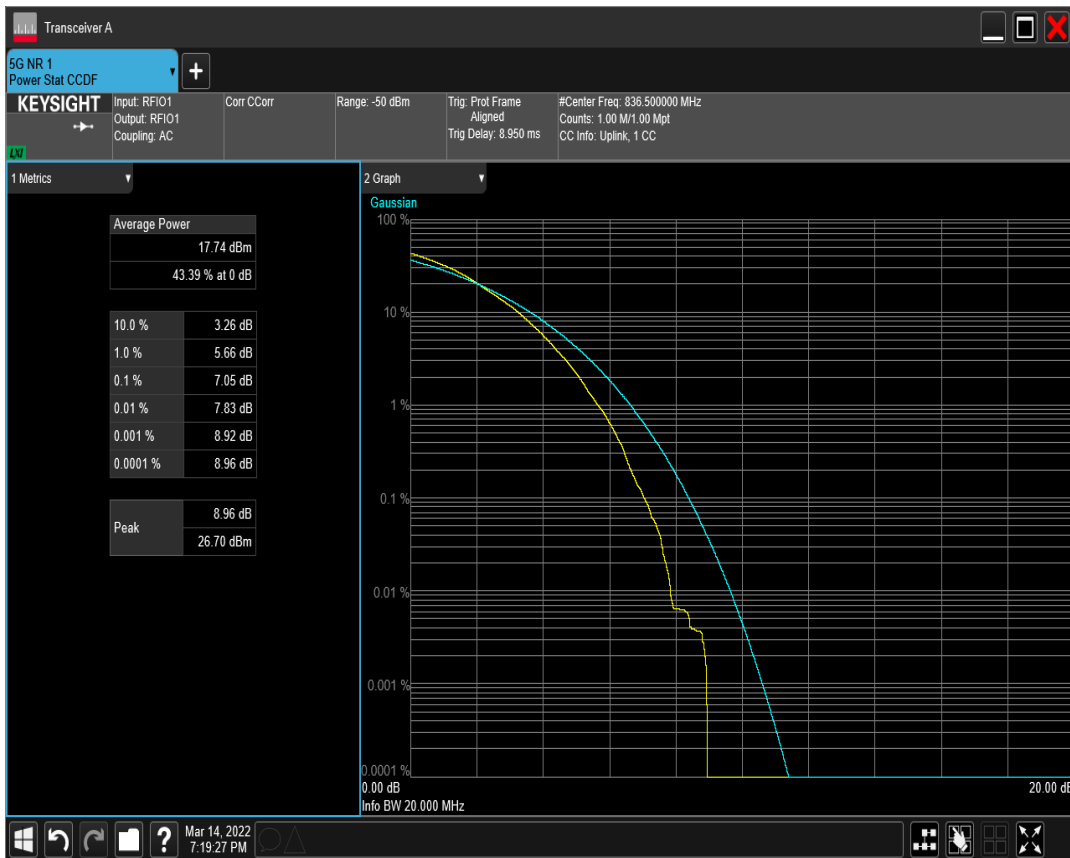 Transceiver A
5G NR 1
Power Stat CCDF
KEYSIGHT
LXI
Input: RFIO1
Output: RFIO1
Coupling: AC
Corr CCorr
Range: -50 dBm
Trig: Prot Frame
Aligned
Trig Delay: 8.950 ms
#Center Freq: 836.500000 MHz
Counts: 1.00 M/1.00 Mpt
CC Info: Uplink, 1 CC
1 Metrics
Average Power
17.74 dBm
43.39 % at 0 dB
10.0 % 3.26 dB
1.0 % 5.66 dB
0.1 % 7.05 dB
0.01 % 7.83 dB
0.001 % 8.92 dB
0.0001 % 8.96 dB
Peak
8.96 dB
26.70 dBm
2 Graph
Gaussian
100 %
10 %
1 %
0.1 %
0.01 %
0.001 %
0.0001 %
0.00 dB 20.00 dB
Info BW 20.000 MHz
?
Mar 14, 2022
7:19:27 PM